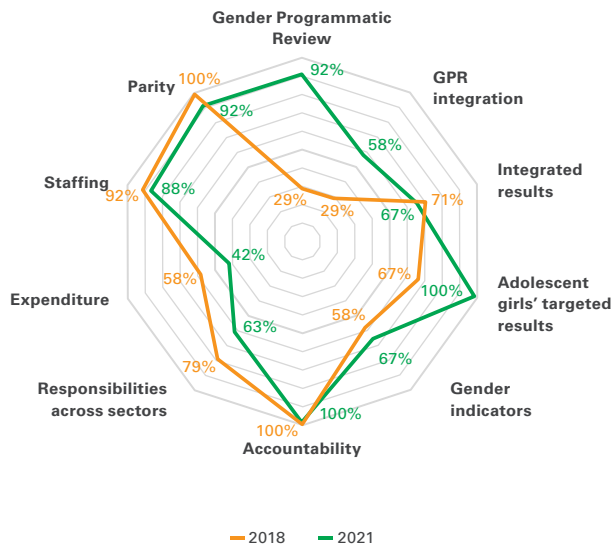 Gender Programmatic
Review
100%
92%
GPR
integration
Parity
92%
58%
Integrated
results
Staffing
88%
92%
29%
29%
71%
67%
42%
58%
67%
100%
Adolescent
girls’ targeted
results
Expenditure
58%
63%
67%
79%
Responsibilities
across sectors
Gender
indicators
100%
100%
Accountability
2018
2021